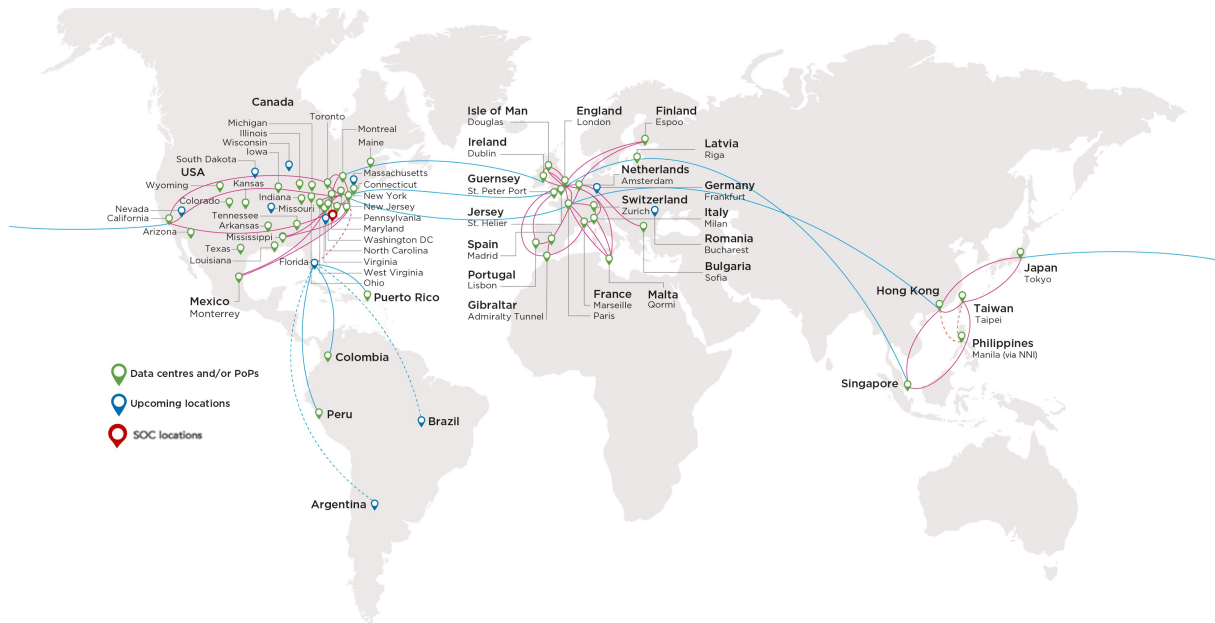 Canada
Toronto
Michigan
Illinois
Wisconsin
Iowa
South Dakota
USA
Wyoming
Kansas
Colorado
Indiana
Missouri
Nevada
California
Tennessee
Arkansas
Arizona
Mississippi
Texas
Louisiana
Florida
Montreal
Maine
Massachusetts
Connecticut
New York
New Jersey
Pennsylvania
Maryland
Washington DC
North Carolina
Virginia
West Virginia
Ohio
Mexico
Monterrey
Puerto Rico
Colombia
Peru
Brazil
Argentina
Isle of Man
Douglas
Ireland
Dublin
Guernsey
St. Peter Port
Jersey
St. Helier
Spain
Madrid
Portugal
Lisbon
Gibraltar
Admiralty Tunnel
England
London
Finland
Espoo
Latvia
Riga
Netherlands
Amsterdam
Germany
Frankfurt
Switzerland
Zurich
Italy
Milan
Romania
Bucharest
Bulgaria
Sofia
France
Marseille
Paris
Malta
Qormi
Hong Kong
Japan
Tokyo
Taiwan
Taipei
Philippines
Manila (via NNI)
Singapore
Data centres and/or PoPs
Upcoming locations
SOC locations